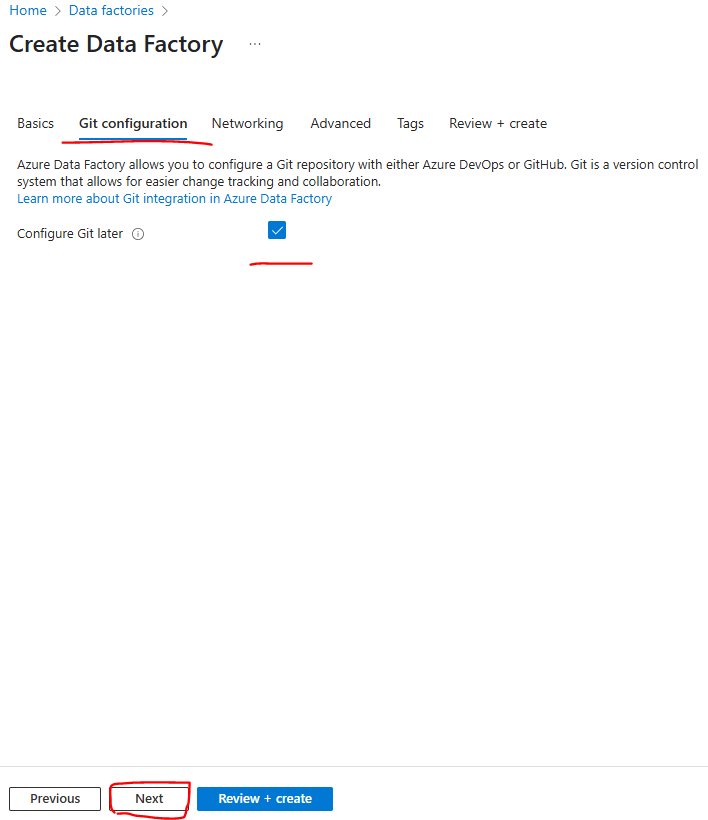 Home > Data factories >
Create Data Factory ...
Basics Git configuration Networking Advanced Tags Review + create
Azure Data Factory allows you to configure a Git repository with either Azure DevOps or GitHub. Git is a version control
system that allows for easier change tracking and collaboration.
Learn more about Git integration in Azure Data Factory
Configure Git later
Previous Next Review + create